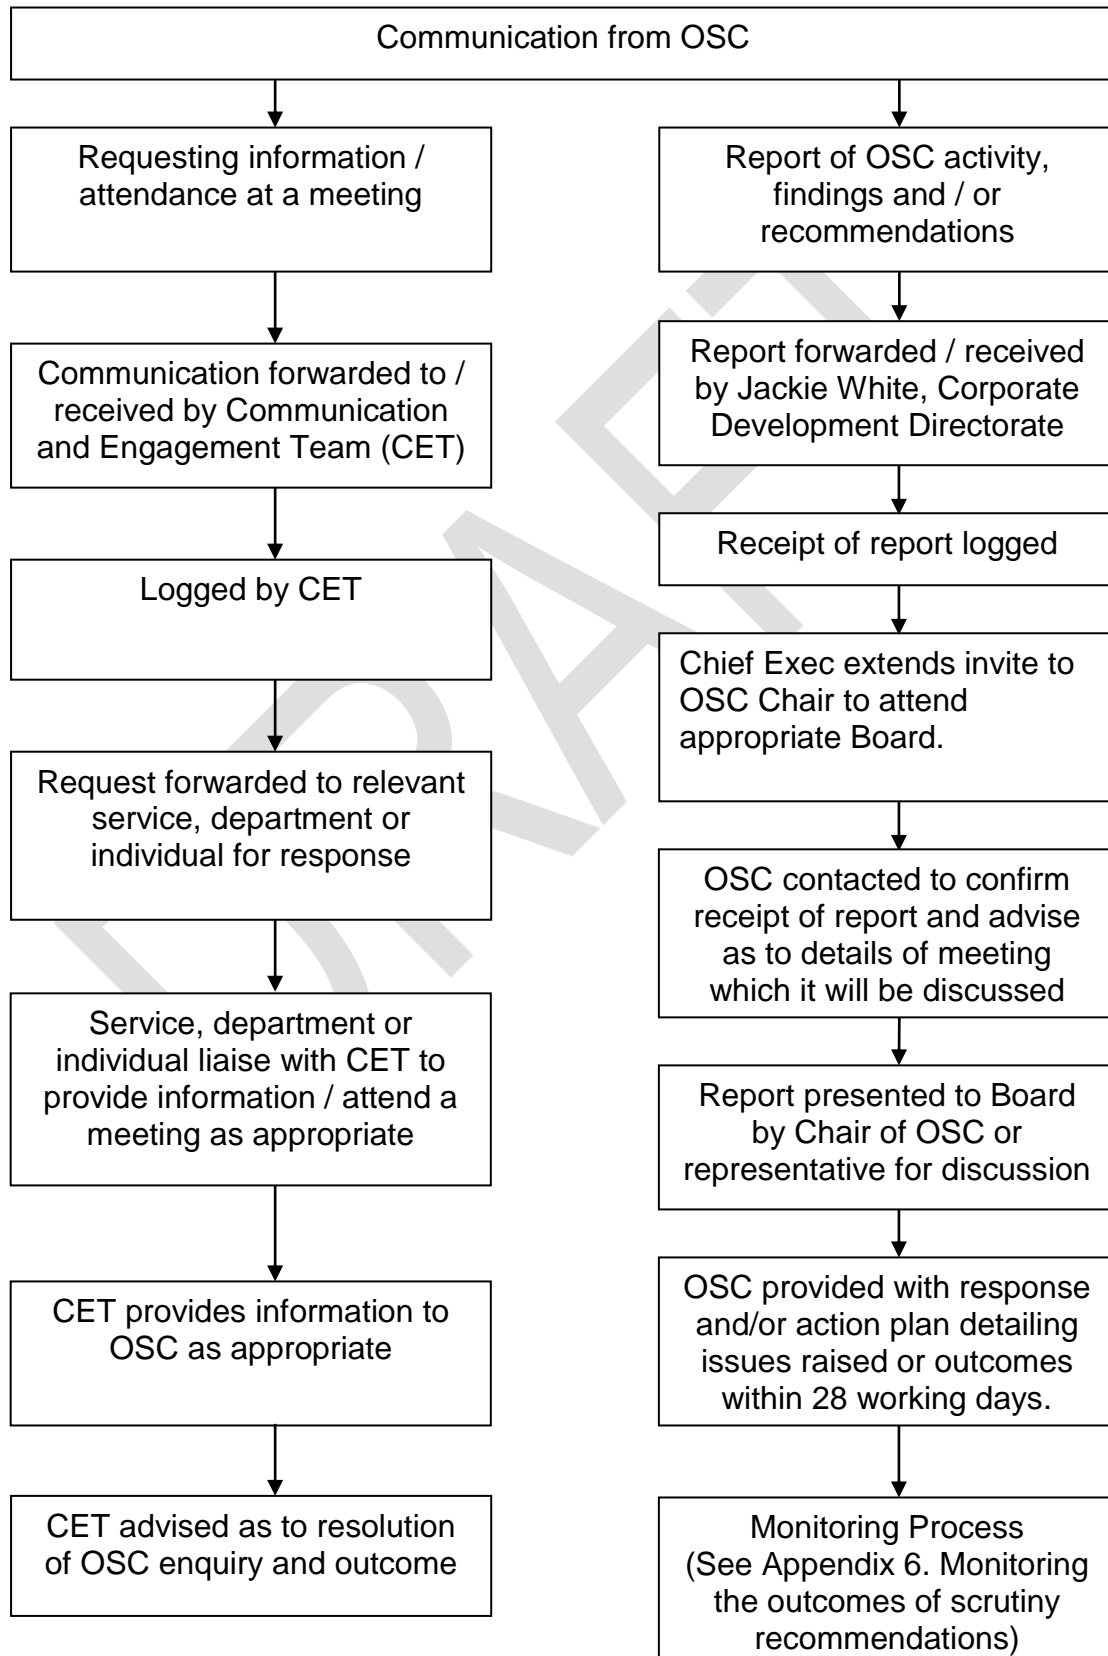 Communication from OSC
Requesting information /
attendance at a meeting
Communication forwarded to /
received by Communication
and Engagement Team (CET)
Logged by CET
Request forwarded to relevant
service, department or
individual for response
Service, department or
individual liaise with CET to
provide information / attend a
meeting as appropriate
CET provides information to
OSC as appropriate
CET advised as to resolution
of OSC enquiry and outcome
Report of OSC activity,
findings and / or
recommendations
Report forwarded / received
by Jackie White, Corporate
Development Directorate
Receipt of report logged
Chief Exec extends invite to
OSC Chair to attend
appropriate Board.
OSC contacted to confirm
receipt of report and advise
as to details of meeting
which it will be discussed
Report presented to Board
by Chair of OSC or
representative for discussion
OSC provided with response
and/or action plan detailing
issues raised or outcomes
within 28 working days.
Monitoring Process
(See Appendix 6. Monitoring
the outcomes of scrutiny
recommendations)
DRAFT